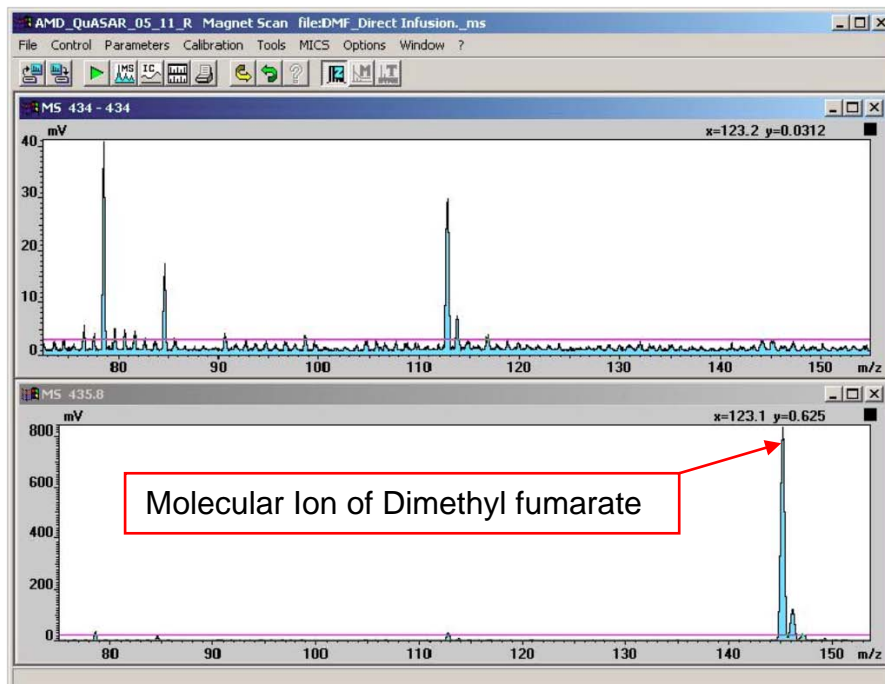 AMD_QuASAR_05_11_R Magnet Scan file:DMF_Direct Infusion._ms
File Control Parameters Calibration Tools MICS Options Window ?
MS IC
MS 434 - 434
mV x=123.2 y=0.0312
40
30
20
10
0
80 90 100 110 120 130 140 150 m/z
MS 435.8
mV x=123.1 y=0.625
800
600
400
200
0
80 90 100 110 120 130 140 150 m/z
Molecular Ion of Dimethyl fumarate